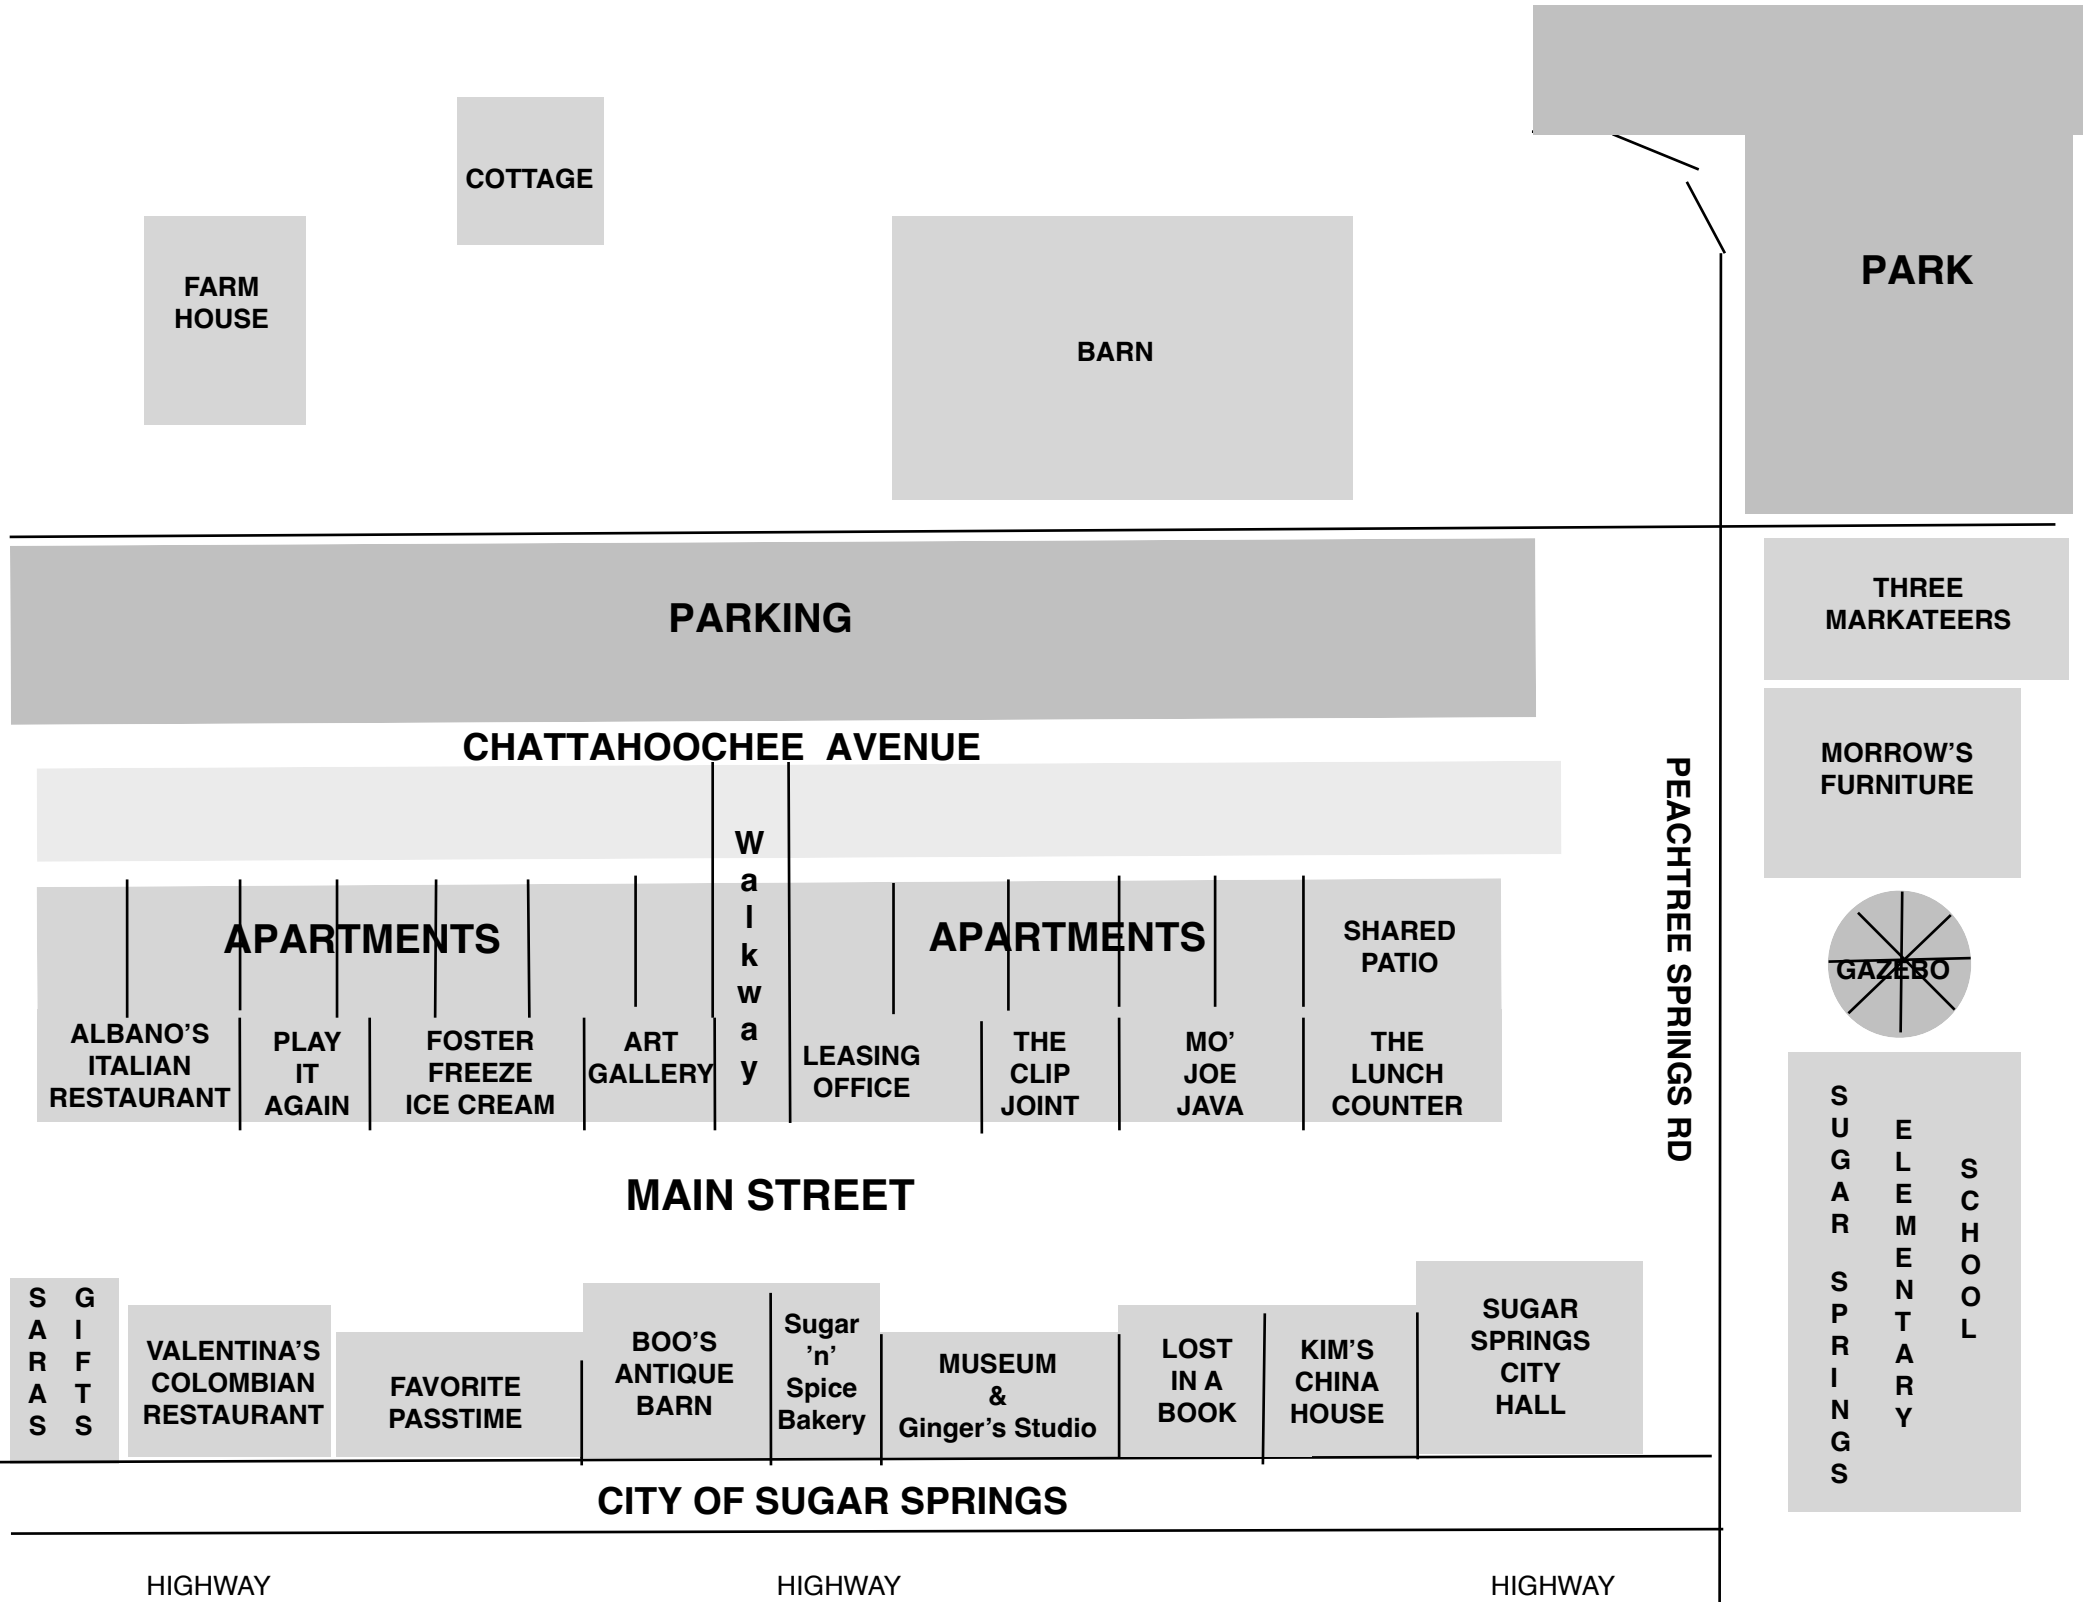 COTTAGE
FARM
HOUSE
BARN
PARK
PARKING
THREE
MARKATEERS
CHATTAHOOCHEE AVENUE
MORROW'S
FURNITURE
PEACHTREE SPRINGS RD
Walkway
APARTMENTS
APARTMENTS
SHARED
PATIO
GAZEBO
ALBANO'S
ITALIAN
RESTAURANT
PLAY
IT
AGAIN
FOSTER
FREEZE
ICE CREAM
ART
GALLERY
LEASING
OFFICE
THE
CLIP
JOINT
MO'
JOE
JAVA
THE
LUNCH
COUNTER
SUGAR SPRINGS
ELEMENTARY
SCHOOL
MAIN STREET
SARAS
GIFTS
VALENTINA'S
COLOMBIAN
RESTAURANT
FAVORITE
PASSTIME
BOO'S
ANTIQUE
BARN
Sugar
'n'
Spice
Bakery
MUSEUM
&
Ginger's Studio
LOST
IN A
BOOK
KIM'S
CHINA
HOUSE
SUGAR
SPRINGS
CITY
HALL
CITY OF SUGAR SPRINGS
HIGHWAY
HIGHWAY
HIGHWAY